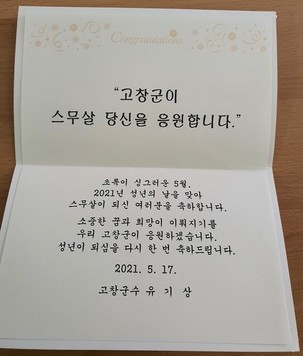 Congratulations
“고창군이
스무살 당신을 응원합니다.”
초록이 싱그러운 5월,
2021년 성년의 날을 맞아
스무살이 되신 여러분을 축하합니다.
소중한 꿈과 희망이 이뤄지기를
우리 고창군이 응원하겠습니다.
성년이 되심을 다시 한 번 축하드립니다.
2021. 5. 17.
고창군수 유 기 상